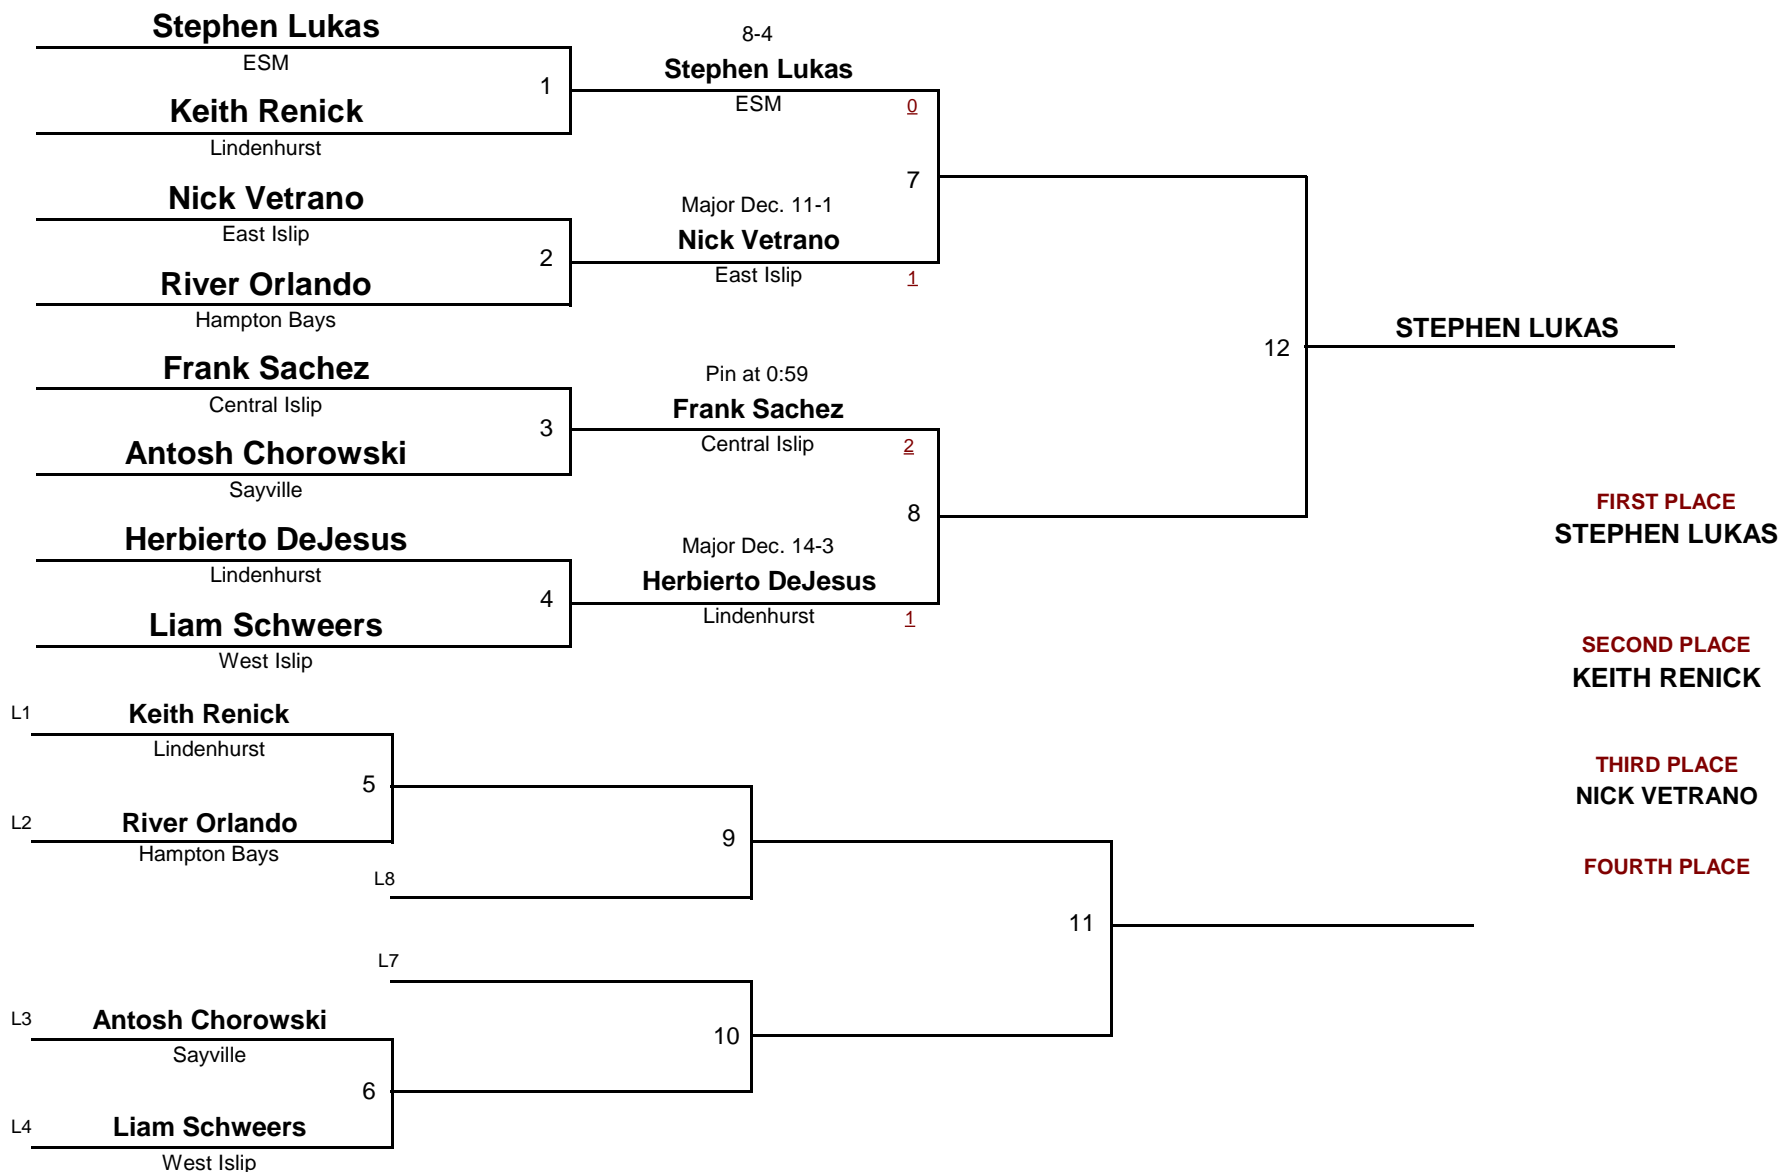 Stephen Lukas
ESM
1
Keith Renick
Lindenhurst
8-4
Stephen Lukas
ESM
0
7
Nick Vetrano
East Islip
2
River Orlando
Hampton Bays
Major Dec. 11-1
Nick Vetrano
East Islip
1
12
STEPHEN LUKAS
Frank Sachez
Central Islip
3
Antosh Chorowski
Sayville
Pin at 0:59
Frank Sachez
Central Islip
2
8
Herbierto DeJesus
Lindenhurst
4
Liam Schweers
West Islip
Major Dec. 14-3
Herbierto DeJesus
Lindenhurst
1
FIRST PLACE
STEPHEN LUKAS
SECOND PLACE
KEITH RENICK
THIRD PLACE
NICK VETRANO
FOURTH PLACE
L1
Keith Renick
Lindenhurst
5
L2
River Orlando
Hampton Bays
9
L8
11
L7
L3
Antosh Chorowski
Sayville
10
6
L4
Liam Schweers
West Islip